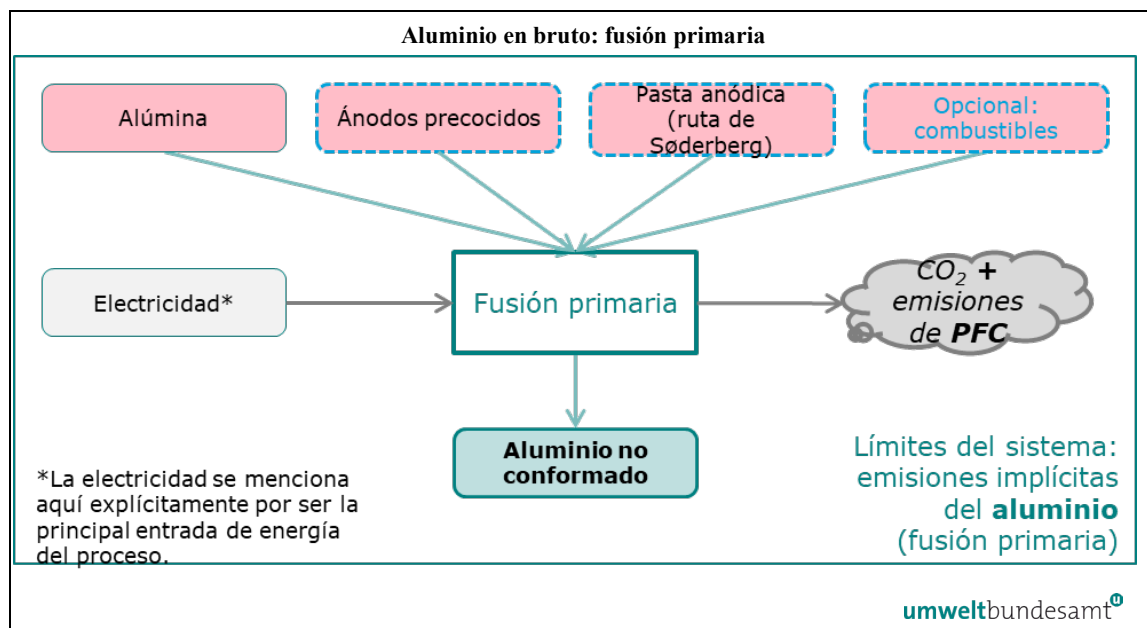 Aluminio en bruto: fusión primaria
Alúmina
Ánodos precocidos
Pasta anódica
(ruta de
Søderberg)
Opcional:
combustibles
Electricidad*
Fusión primaria
CO₂ +
emisiones
de PFC
Aluminio no
conformado
*La electricidad se menciona
aquí explícitamente por ser la
principal entrada de energía
del proceso.
Límites del sistema:
emisiones implícitas
del aluminio
(fusión primaria)
umweltbundesamt
u